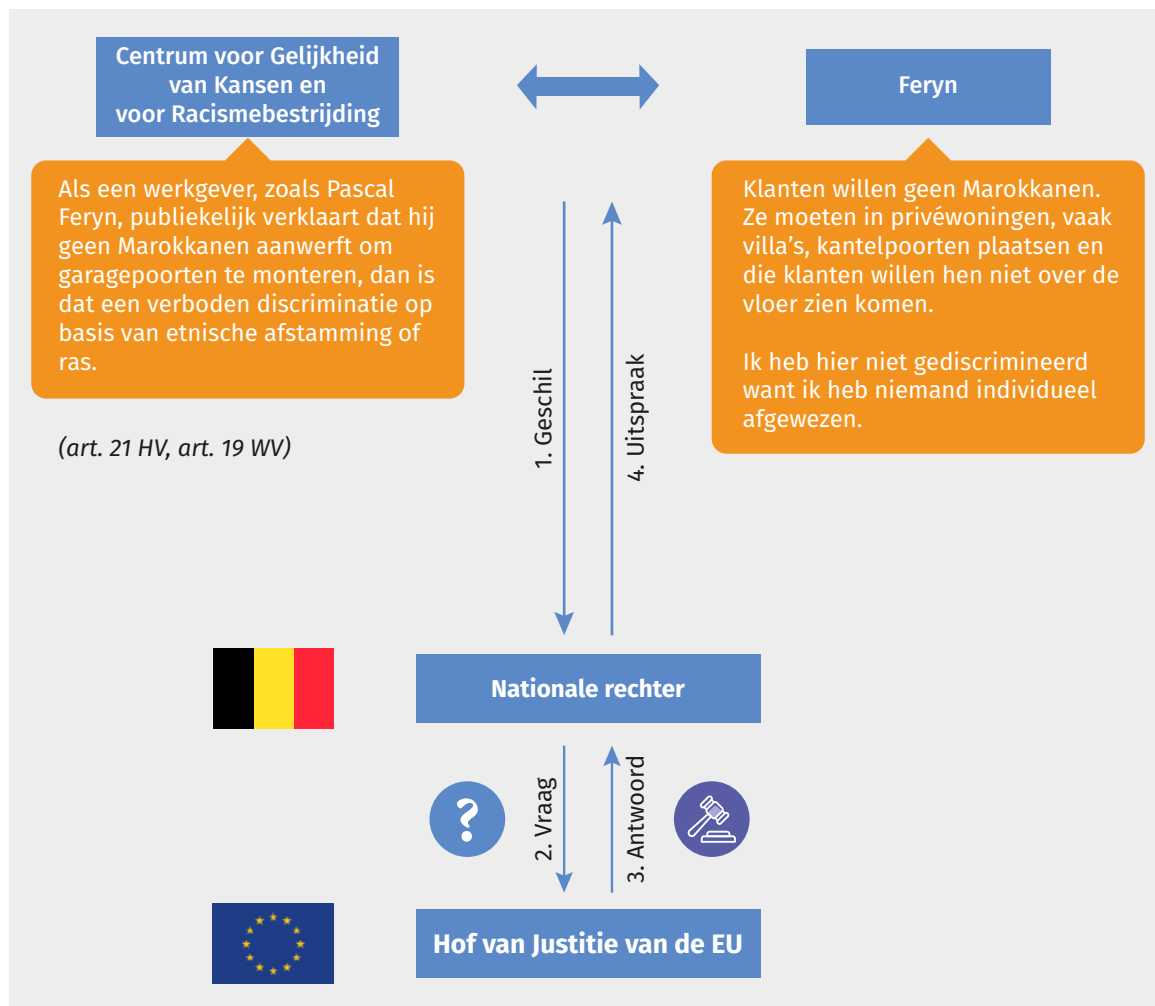 Centrum voor Gelijkheid
van Kansen en
voor Racismebestrijding
Feryn
Als een werkgever, zoals Pascal
Feryn, publiekelijk verklaart dat hij
geen Marokkanen aanwerft om
garagepoorten te monteren, dan is
dat een verboden discriminatie op
basis van etnische afstamming of
ras.
(art. 21 HV, art. 19 WV)
Klanten willen geen Marokkanen.
Ze moeten in privéwoningen, vaak
villa’s, kantelpoorten plaatsen en
die klanten willen hen niet over de
vloer zien komen.
Ik heb hier niet gediscrimineerd
want ik heb niemand individueel
afgewezen.
1. Geschil
4. Uitspraak
Nationale rechter
?
2. Vraag
3. Antwoord
Hof van Justitie van de EU